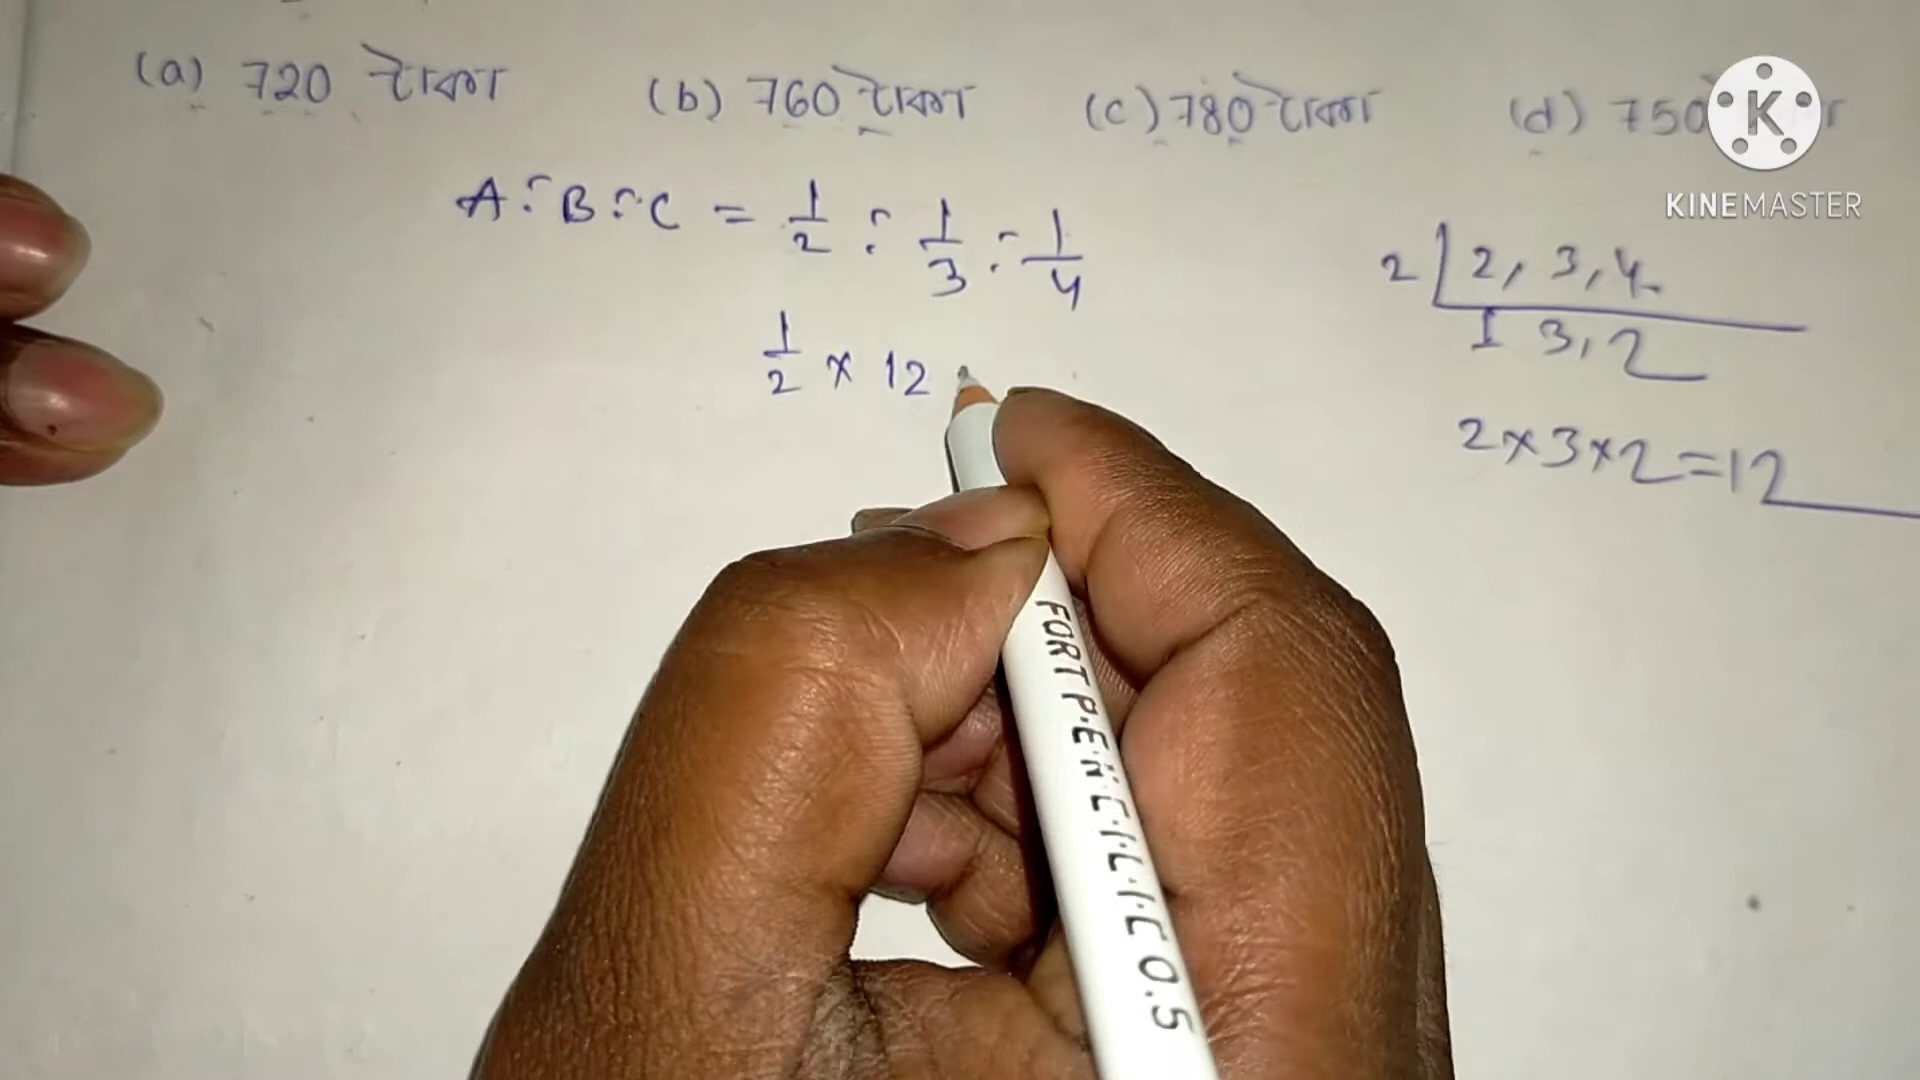 (a) 720 টাকা (b) 760 টাকা (c) 780 টাকা (d) 750
K
KINEMASTER
A : B : C = 1/2 : 1/3 : 1/4
2 | 2, 3, 4
1 3, 2
1/2 × 12
2×3×2=12
FORT P.E.N.C.I.L.I.C 0.5